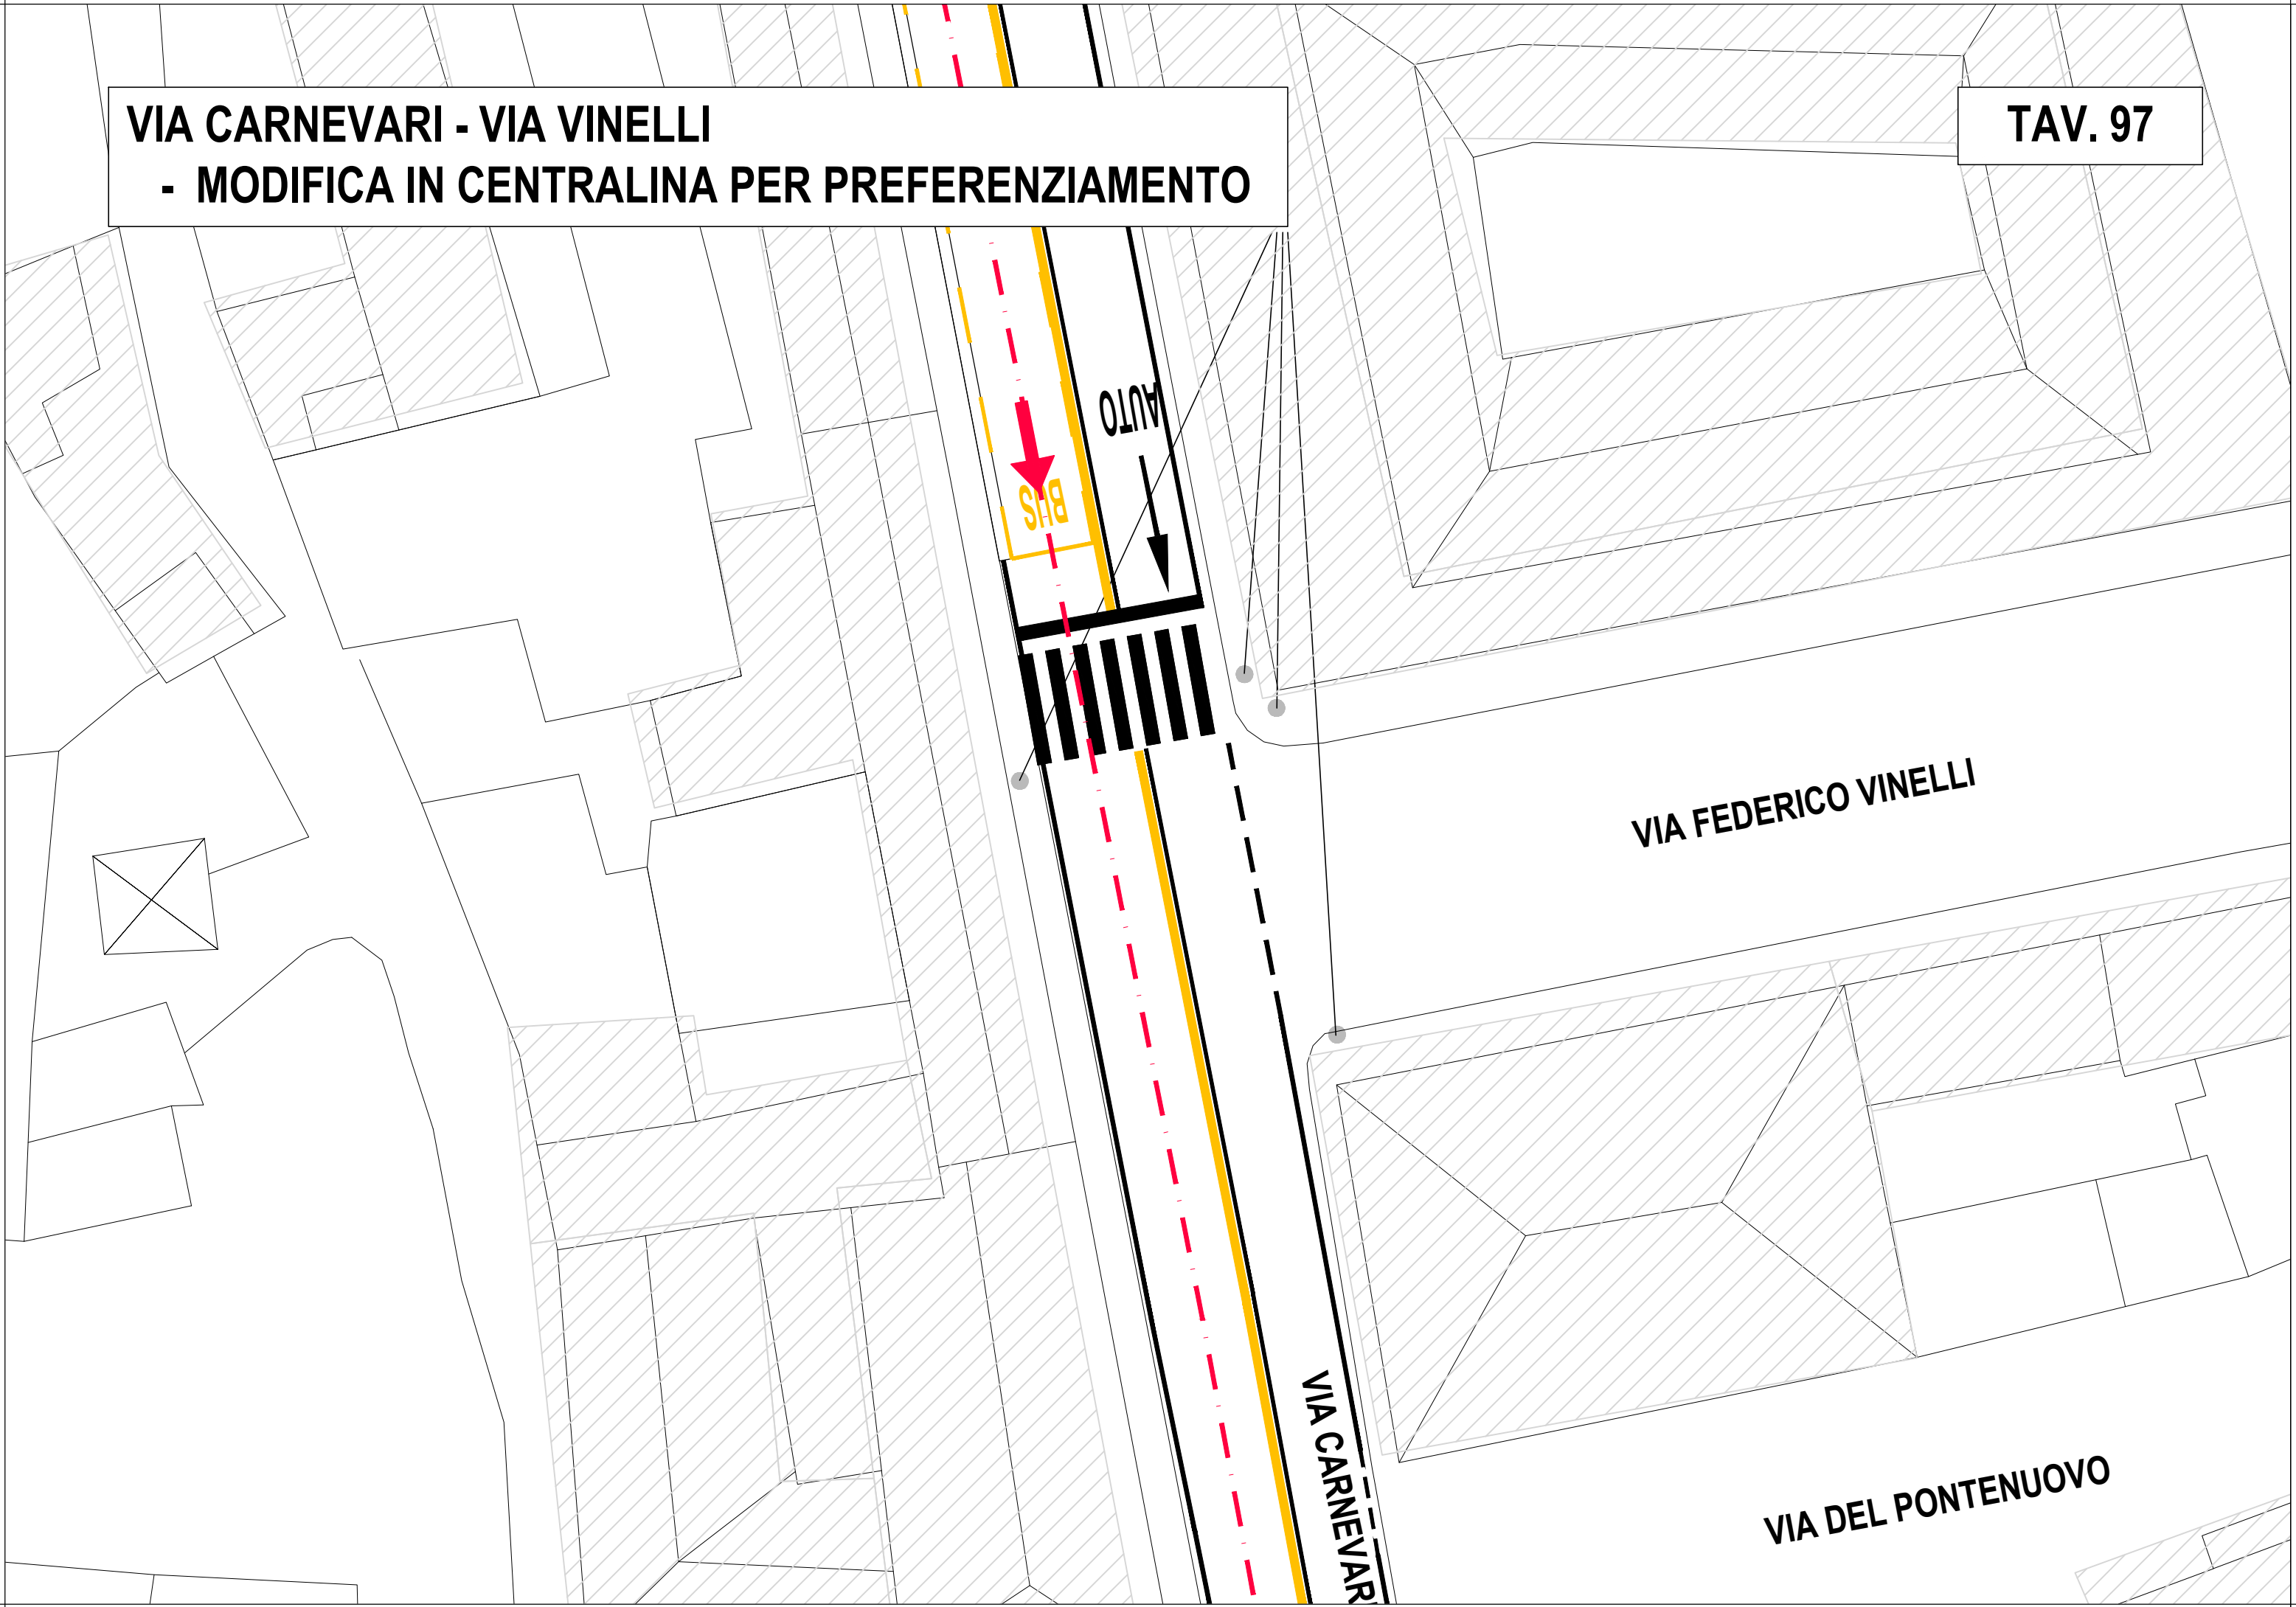 VIA CARNEVARI - VIA VINELLI
- MODIFICA IN CENTRALINA PER PREFERENZIAMENTO
TAV. 97
AUTO
BUS
VIA FEDERICO VINELLI
VIA CARNEVARI
VIA DEL PONTENUOVO